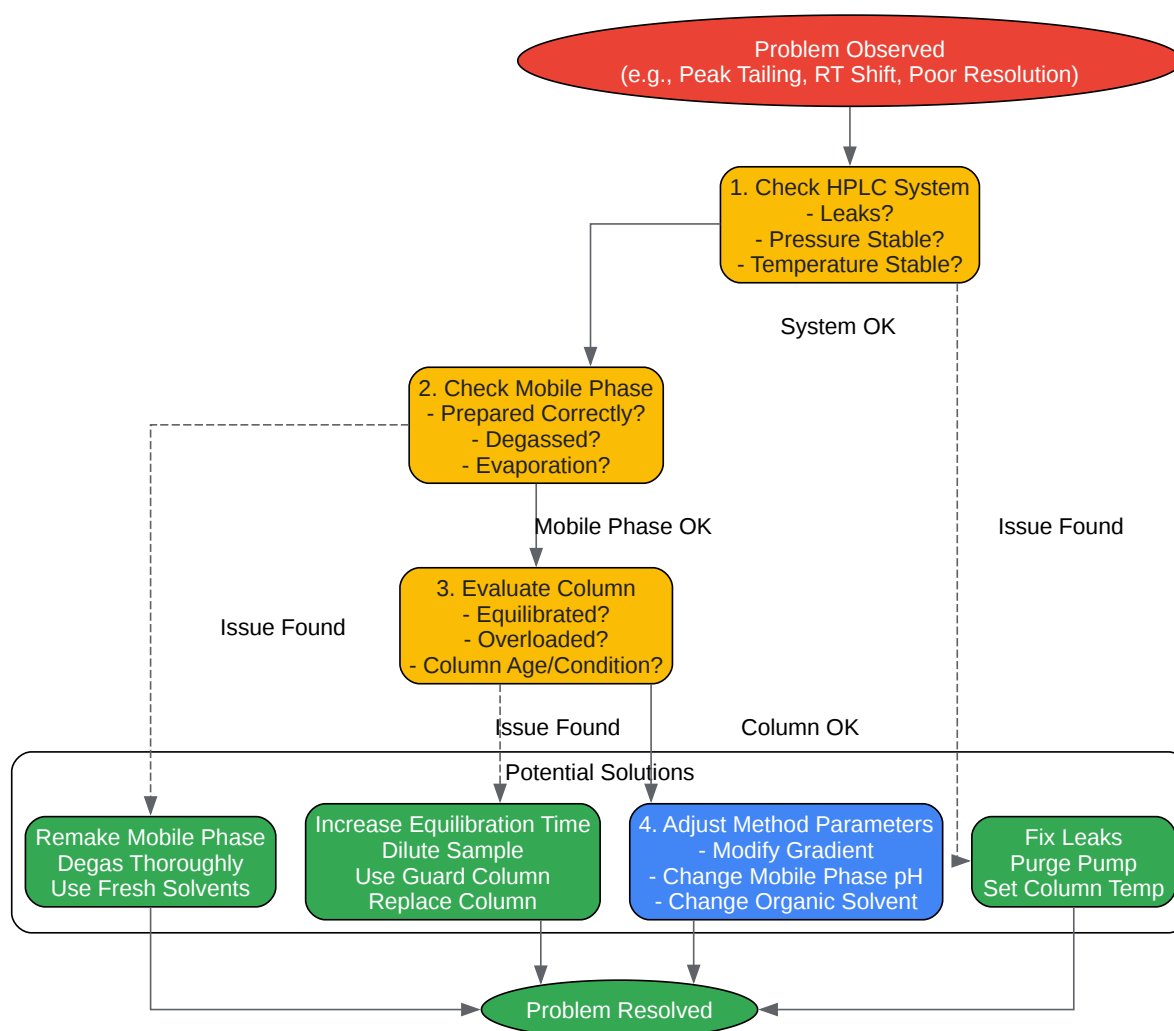 Problem Observed
(e.g., Peak Tailing, RT Shift, Poor Resolution)
1. Check HPLC System
- Leaks?
- Pressure Stable?
- Temperature Stable?
System OK
2. Check Mobile Phase
- Prepared Correctly?
- Degassed?
- Evaporation?
Mobile Phase OK
Issue Found
3. Evaluate Column
- Equilibrated?
- Overloaded?
- Column Age/Condition?
Issue Found
Issue Found
Column OK
Potential Solutions
Remake Mobile Phase
Degas Thoroughly
Use Fresh Solvents
Increase Equilibration Time
Dilute Sample
Use Guard Column
Replace Column
4. Adjust Method Parameters
- Modify Gradient
- Change Mobile Phase pH
- Change Organic Solvent
Fix Leaks
Purge Pump
Set Column Temp
Problem Resolved